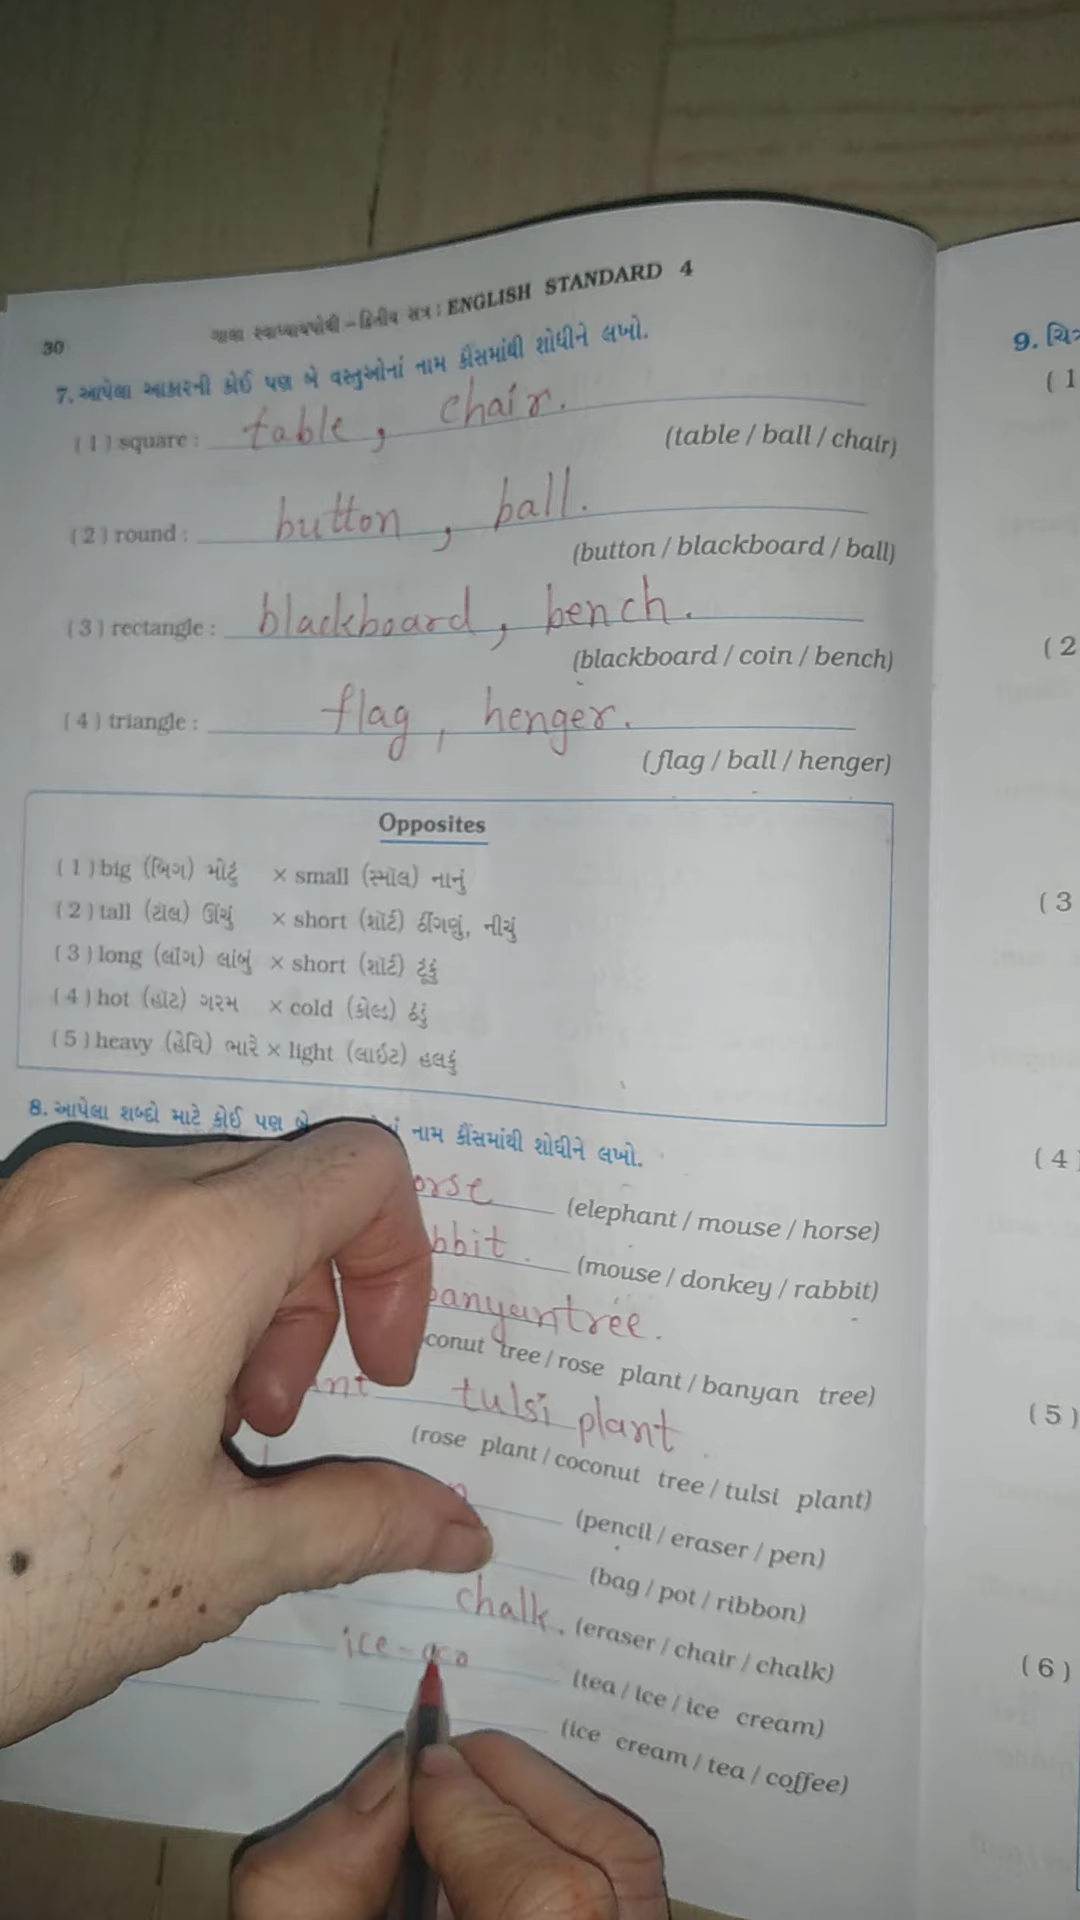 30 ગાલા સ્વાધ્યાયપોથી – દ્વિતીય સત્ર : ENGLISH STANDARD 4
7. આપેલા આકારની કોઈ પણ બે વસ્તુઓનાં નામ કૌંસમાંથી શોધીને લખો.
(1) square : table, chair.
(table / ball / chair)
(2) round : button, ball.
(button / blackboard / ball)
(3) rectangle : blackboard, bench.
(blackboard / coin / bench)
(4) triangle : flag, henger.
(flag / ball / henger)
Opposites
(1) big (બિગ) મોટું × small (સ્મૉલ) નાનું
(2) tall (ટૉલ) ઊંચું × short (શૉર્ટ) ઠીંગણું, નીચું
(3) long (લૉંગ) લાંબું × short (શૉર્ટ) ટૂંકું
(4) hot (હૉટ) ગરમ × cold (કોલ્ડ) ઠંડું
(5) heavy (હેવિ) ભારે × light (લાઇટ) હલકું
8. આપેલા શબ્દો માટે કોઈ પણ બે નામ કૌંસમાંથી શોધીને લખો.
orse (elephant / mouse / horse)
bbit. (mouse / donkey / rabbit)
banyantree.
conut tree / rose plant / banyan tree)
ant tulsi plant.
(rose plant / coconut tree / tulsi plant)
(pencil / eraser / pen)
(bag / pot / ribbon)
chalk. (eraser / chair / chalk)
ice- (tea / ice / ice cream)
(ice cream / tea / coffee)
9. ચિ
(1
(2
(3
(4)
(5)
(6)